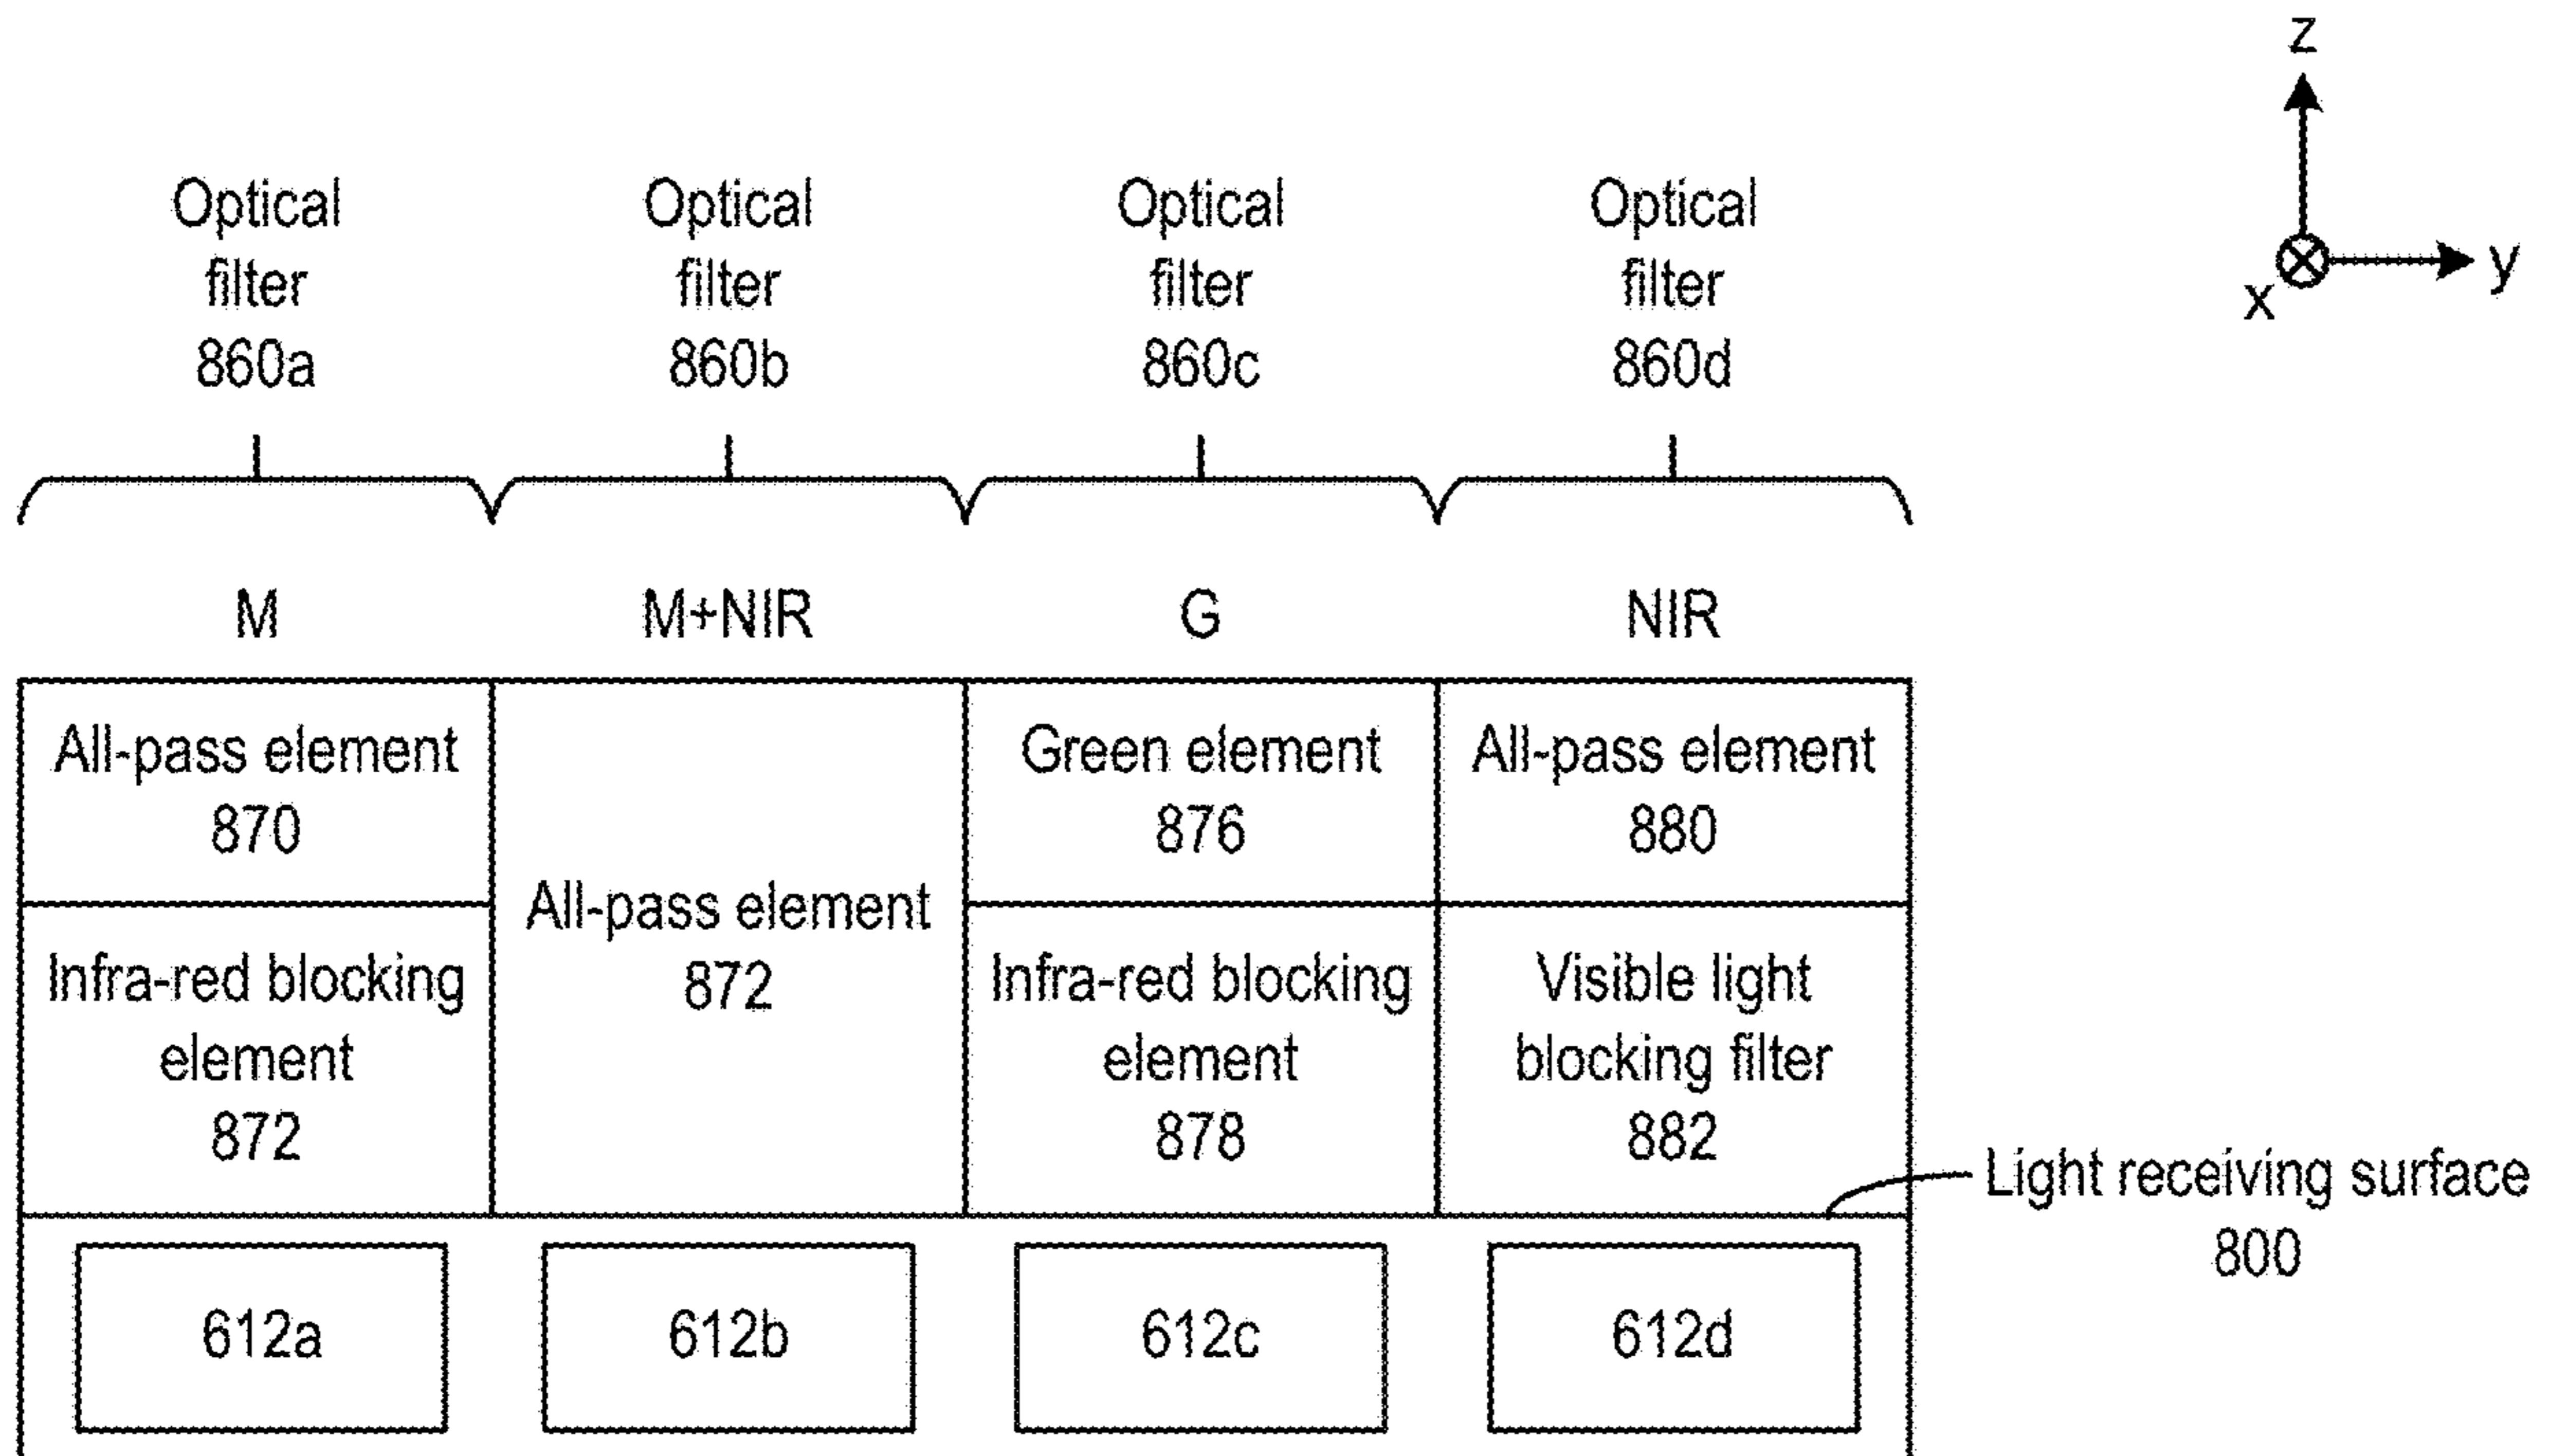 z
y
x
Optical
filter
860a
Optical
filter
860b
Optical
filter
860c
Optical
filter
860d
M
M+NIR
G
NIR
All-pass element
870
Infra-red blocking
element
872
All-pass element
872
Green element
876
Infra-red blocking
element
878
All-pass element
880
Visible light
blocking filter
882
Light receiving surface
800
612a
612b
612c
612d